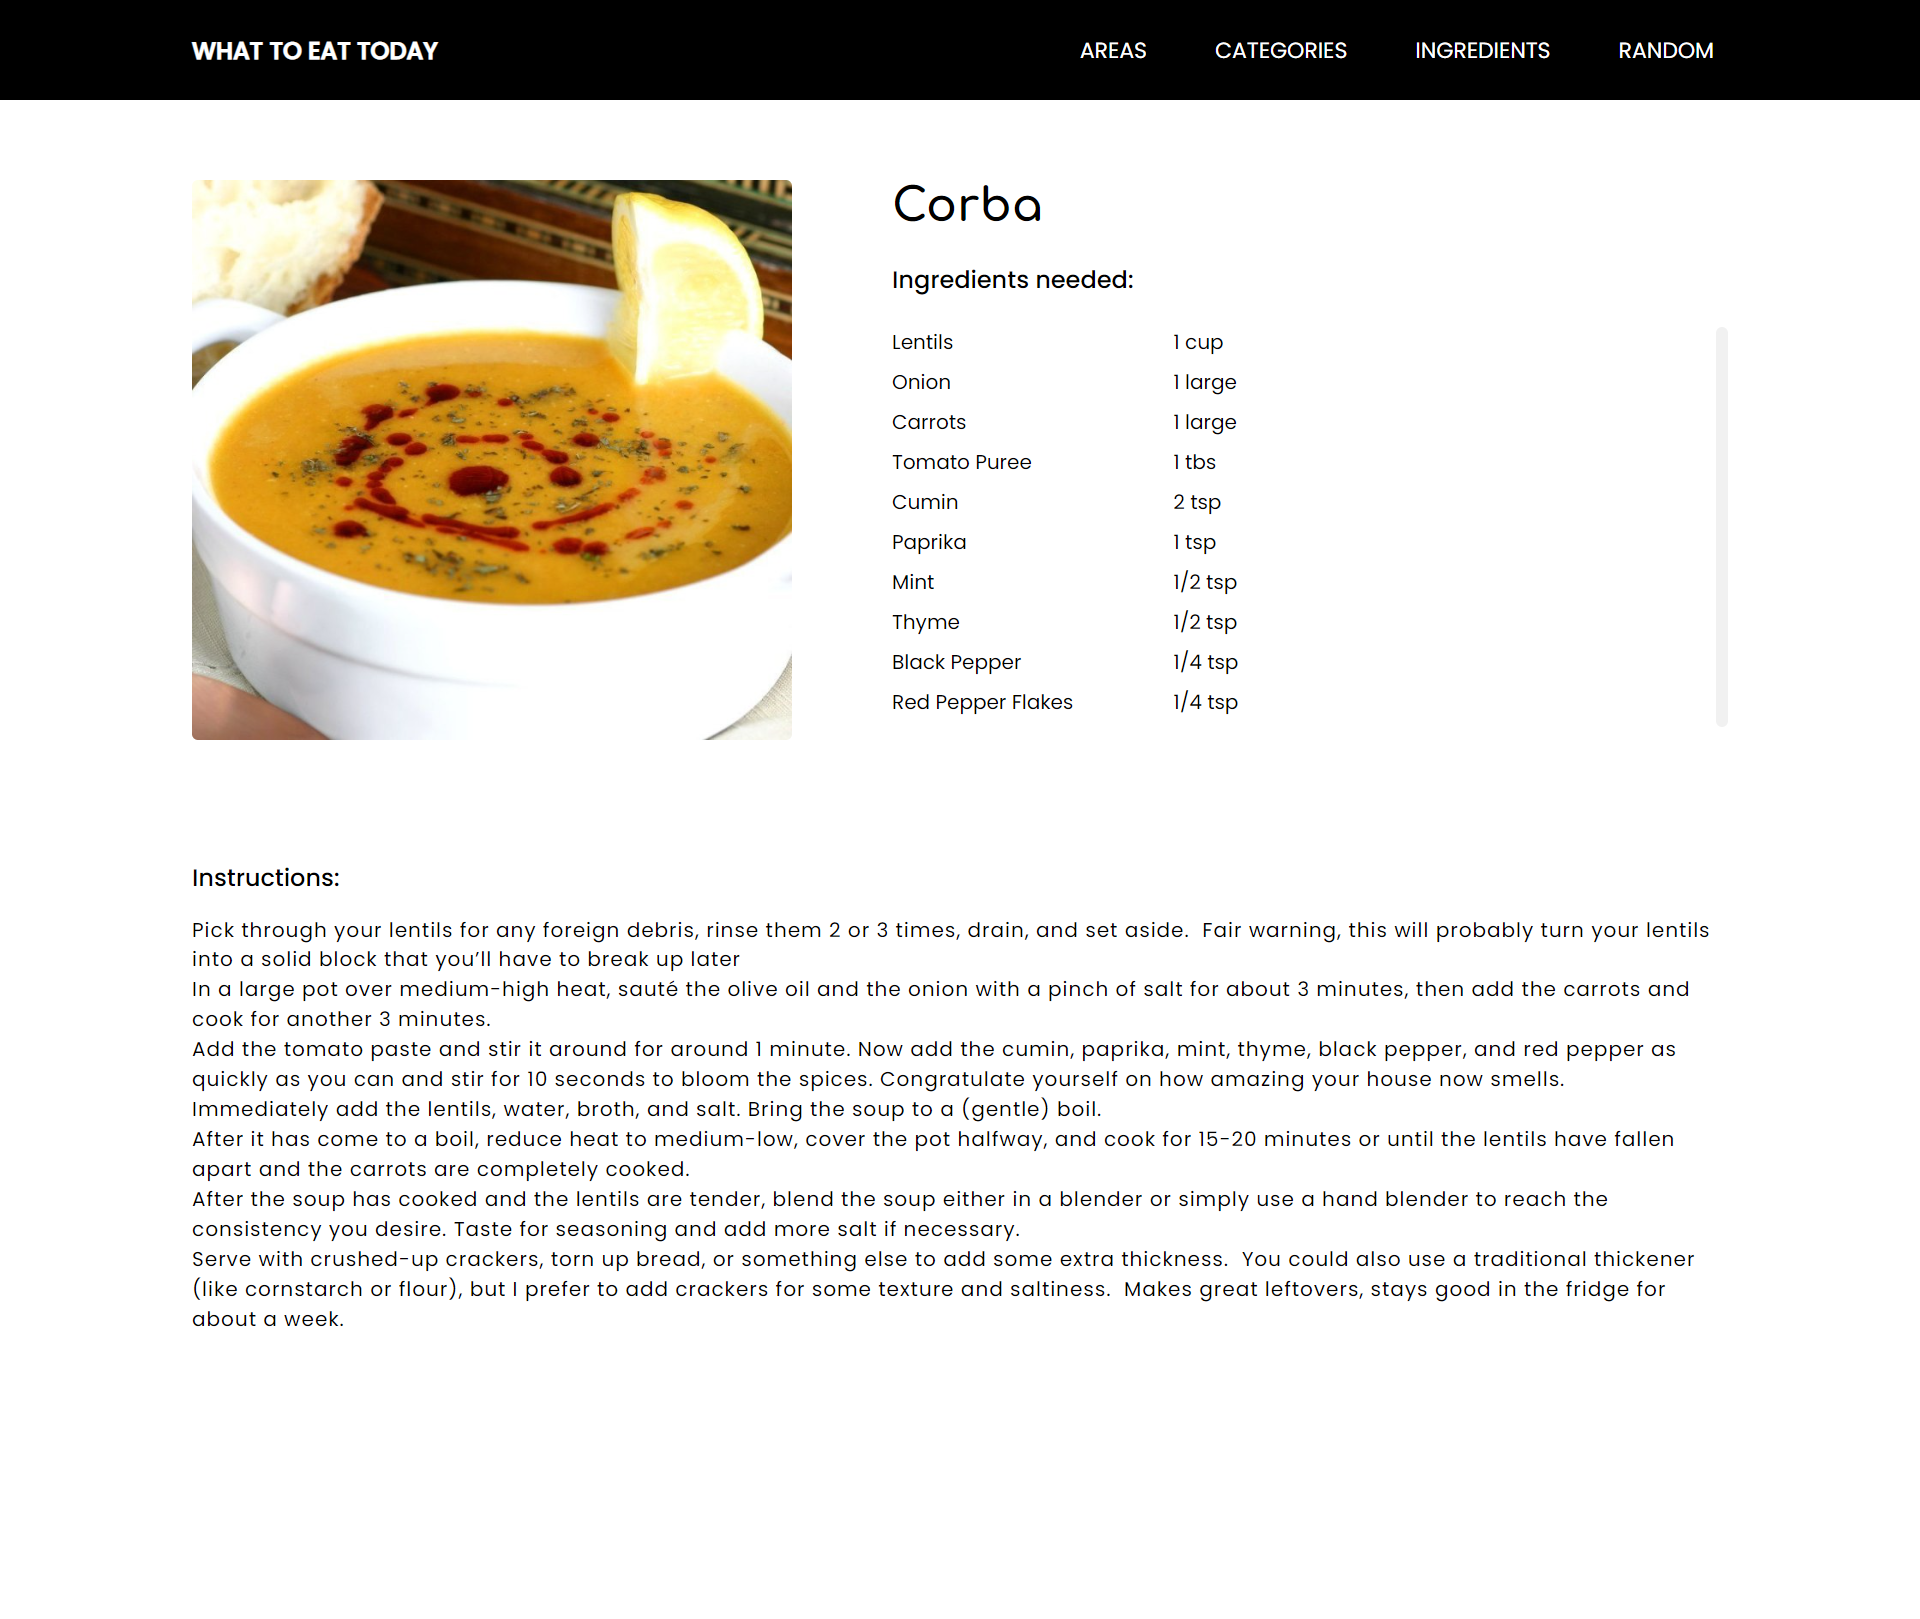 WHAT TO EAT TODAY
AREAS CATEGORIES INGREDIENTS RANDOM
Corba
Ingredients needed:
Lentils 1 cup
Onion 1 large
Carrots 1 large
Tomato Puree 1 tbs
Cumin 2 tsp
Paprika 1 tsp
Mint 1/2 tsp
Thyme 1/2 tsp
Black Pepper 1/4 tsp
Red Pepper Flakes 1/4 tsp
Instructions:
Pick through your lentils for any foreign debris, rinse them 2 or 3 times, drain, and set aside.  Fair warning, this will probably turn your lentils
into a solid block that you’ll have to break up later
In a large pot over medium-high heat, sauté the olive oil and the onion with a pinch of salt for about 3 minutes, then add the carrots and
cook for another 3 minutes.
Add the tomato paste and stir it around for around 1 minute. Now add the cumin, paprika, mint, thyme, black pepper, and red pepper as
quickly as you can and stir for 10 seconds to bloom the spices. Congratulate yourself on how amazing your house now smells.
Immediately add the lentils, water, broth, and salt. Bring the soup to a (gentle) boil.
After it has come to a boil, reduce heat to medium-low, cover the pot halfway, and cook for 15-20 minutes or until the lentils have fallen
apart and the carrots are completely cooked.
After the soup has cooked and the lentils are tender, blend the soup either in a blender or simply use a hand blender to reach the
consistency you desire. Taste for seasoning and add more salt if necessary.
Serve with crushed-up crackers, torn up bread, or something else to add some extra thickness.  You could also use a traditional thickener
(like cornstarch or flour), but I prefer to add crackers for some texture and saltiness.  Makes great leftovers, stays good in the fridge for
about a week.